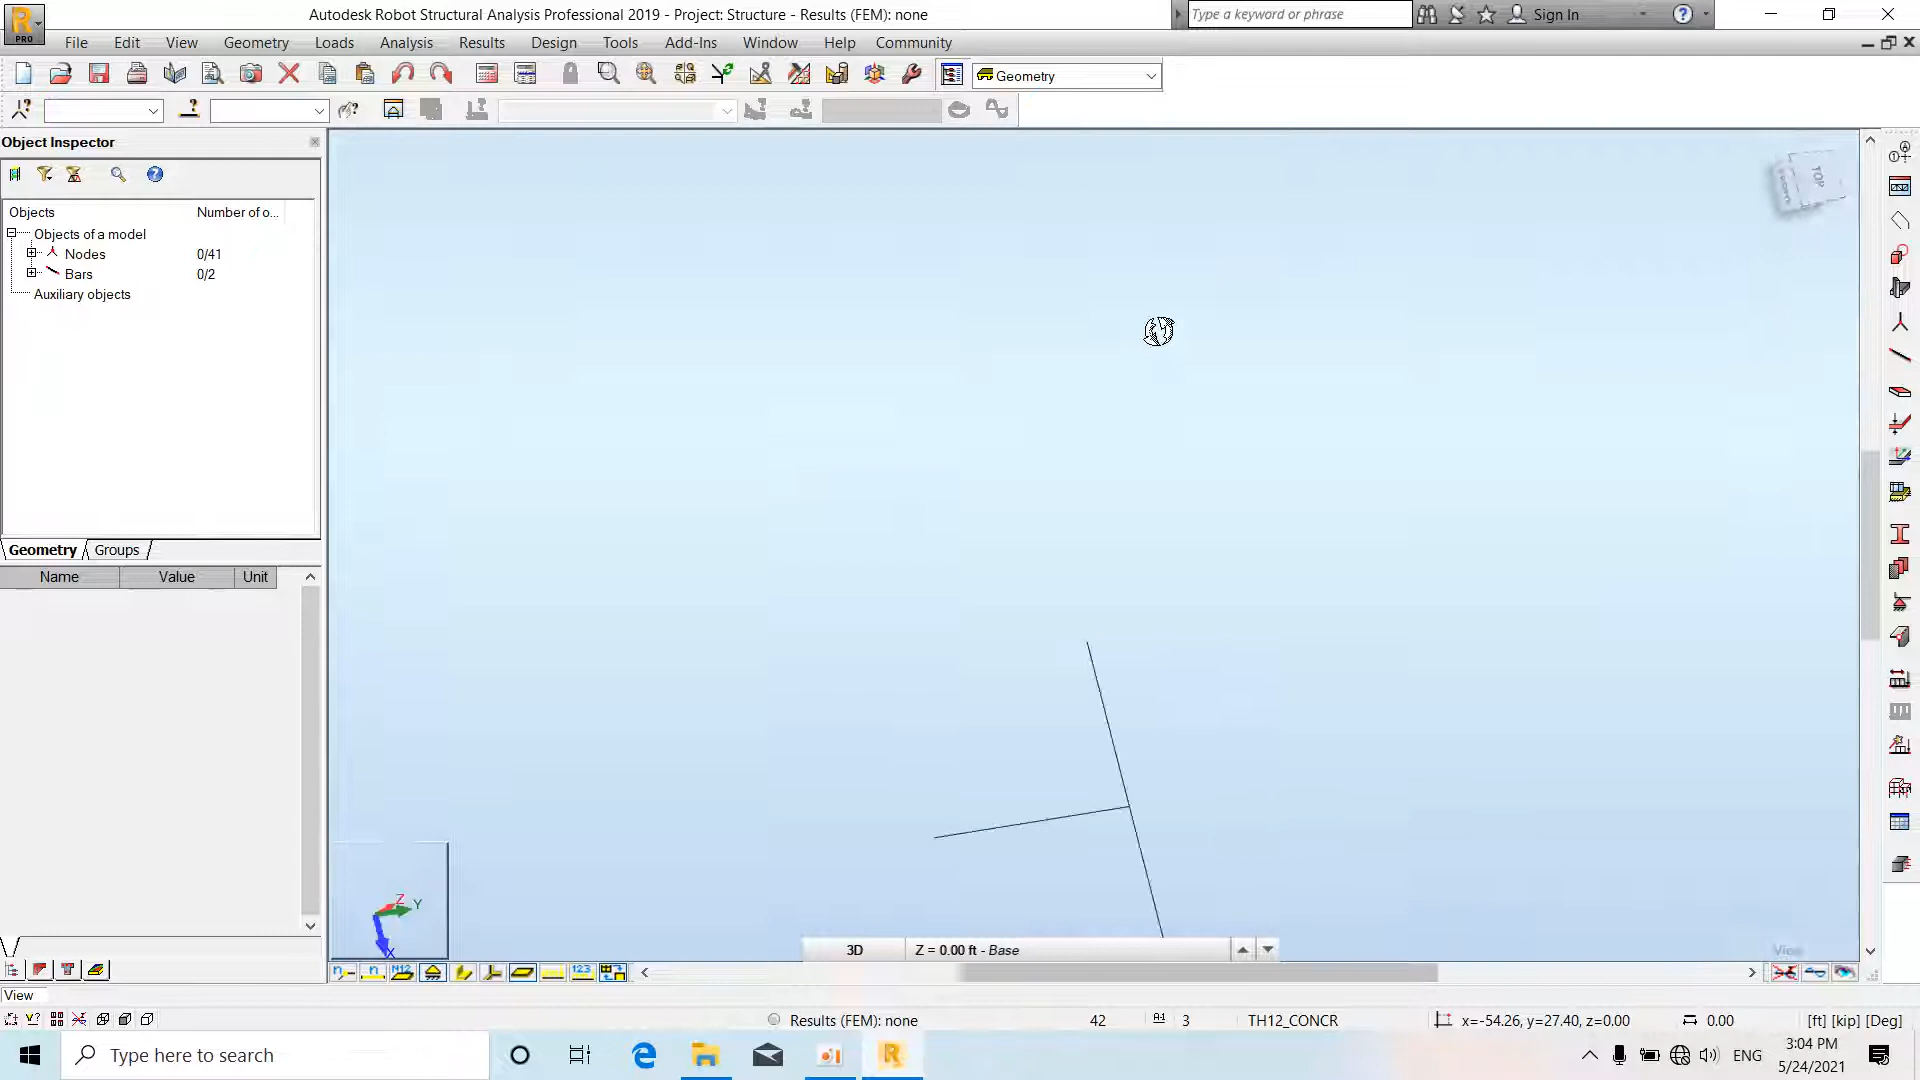 Autodesk Robot Structural Analysis Professional 2019 - Project: Structure - Results (FEM): none
Type a keyword or phrase
Sign In
PRO
File Edit View Geometry Loads Analysis Results Design Tools Add-Ins Window Help Community
Geometry
Object Inspector
Objects Number of o...
Objects of a model
Nodes 0/41
Bars 0/2
Auxiliary objects
Geometry Groups
Name Value Unit
TOP
Z
Y
X
3D Z = 0.00 ft - Base
View
View
Results (FEM): none 42 3 TH12_CONCR x=-54.26, y=27.40, z=0.00 0.00 [ft] [kip] [Deg]
Type here to search
ENG
3:04 PM
5/24/2021